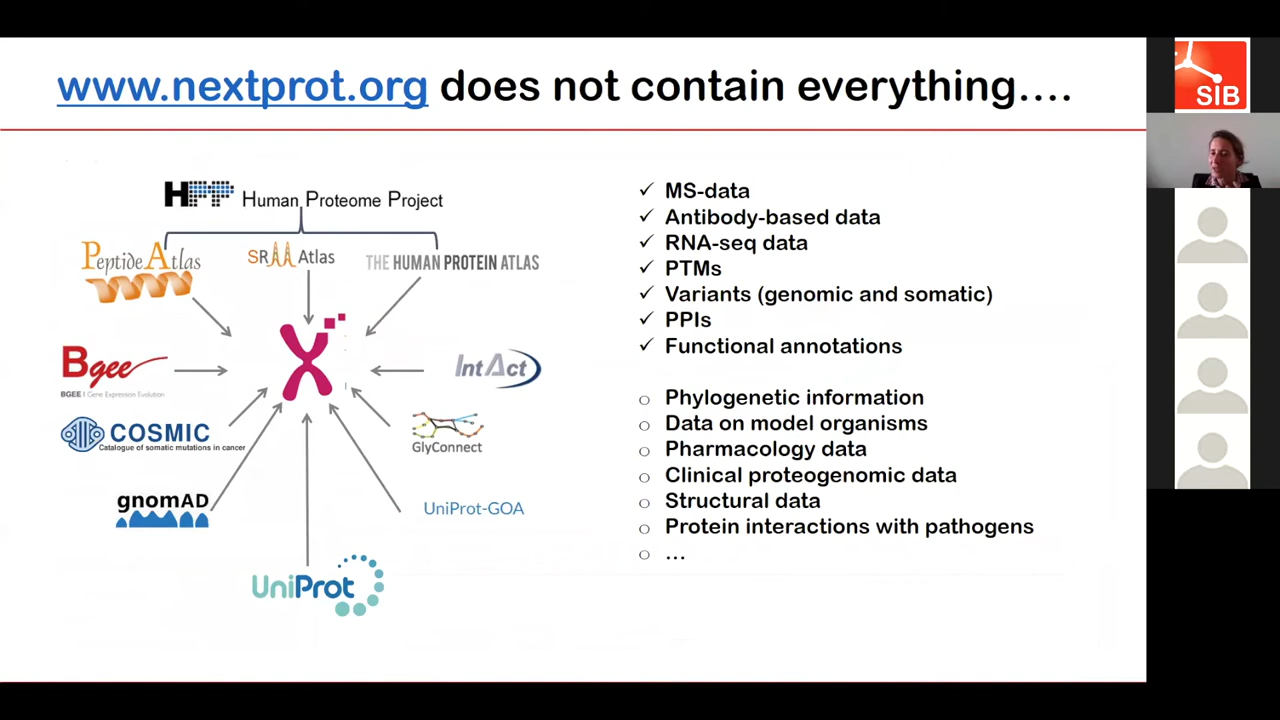 www.nextprot.org does not contain everything....
SIB
HPP Human Proteome Project
PeptideAtlas
SRM Atlas
THE HUMAN PROTEIN ATLAS
Bgee
BGEE | Gene Expression Evolution
IntAct
COSMIC
Catalogue of somatic mutations in cancer
GlyConnect
gnomAD
UniProt-GOA
UniProt
✓ MS-data
✓ Antibody-based data
✓ RNA-seq data
✓ PTMs
✓ Variants (genomic and somatic)
✓ PPIs
✓ Functional annotations
o Phylogenetic information
o Data on model organisms
o Pharmacology data
o Clinical proteogenomic data
o Structural data
o Protein interactions with pathogens
o ...